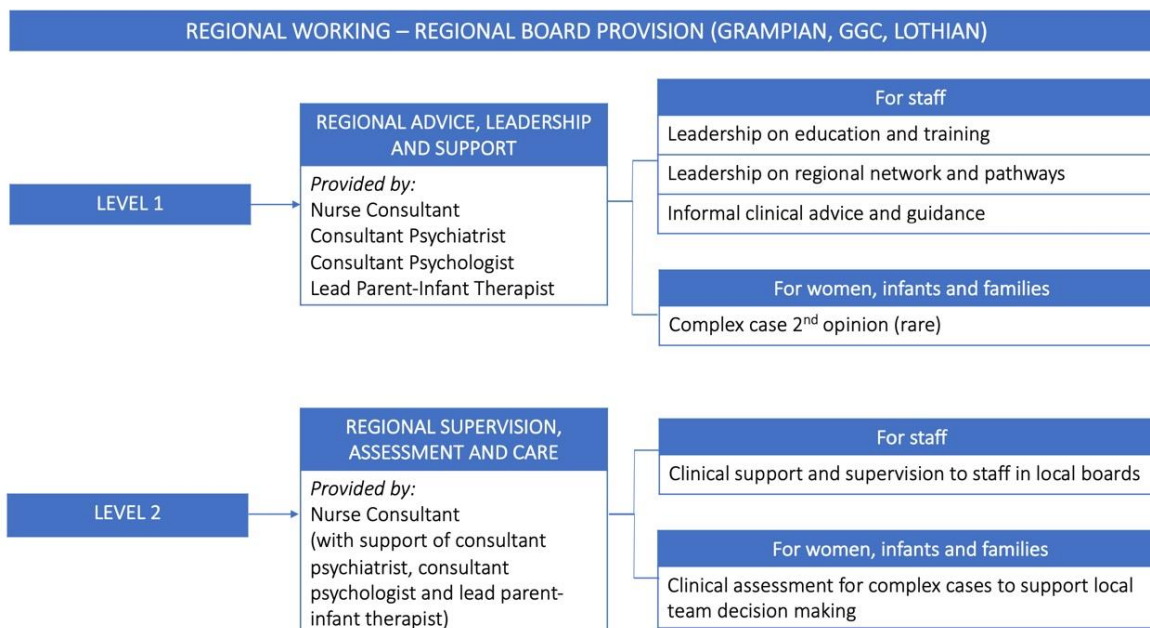 REGIONAL WORKING – REGIONAL BOARD PROVISION (GRAMPIAN, GGC, LOTHIAN)
LEVEL 1
REGIONAL ADVICE, LEADERSHIP
AND SUPPORT
Provided by:
Nurse Consultant
Consultant Psychiatrist
Consultant Psychologist
Lead Parent-Infant Therapist
For staff
Leadership on education and training
Leadership on regional network and pathways
Informal clinical advice and guidance
For women, infants and families
Complex case 2nd opinion (rare)
LEVEL 2
REGIONAL SUPERVISION,
ASSESSMENT AND CARE
Provided by:
Nurse Consultant
(with support of consultant
psychiatrist, consultant
psychologist and lead parent-
infant therapist)
For staff
Clinical support and supervision to staff in local boards
For women, infants and families
Clinical assessment for complex cases to support local
team decision making